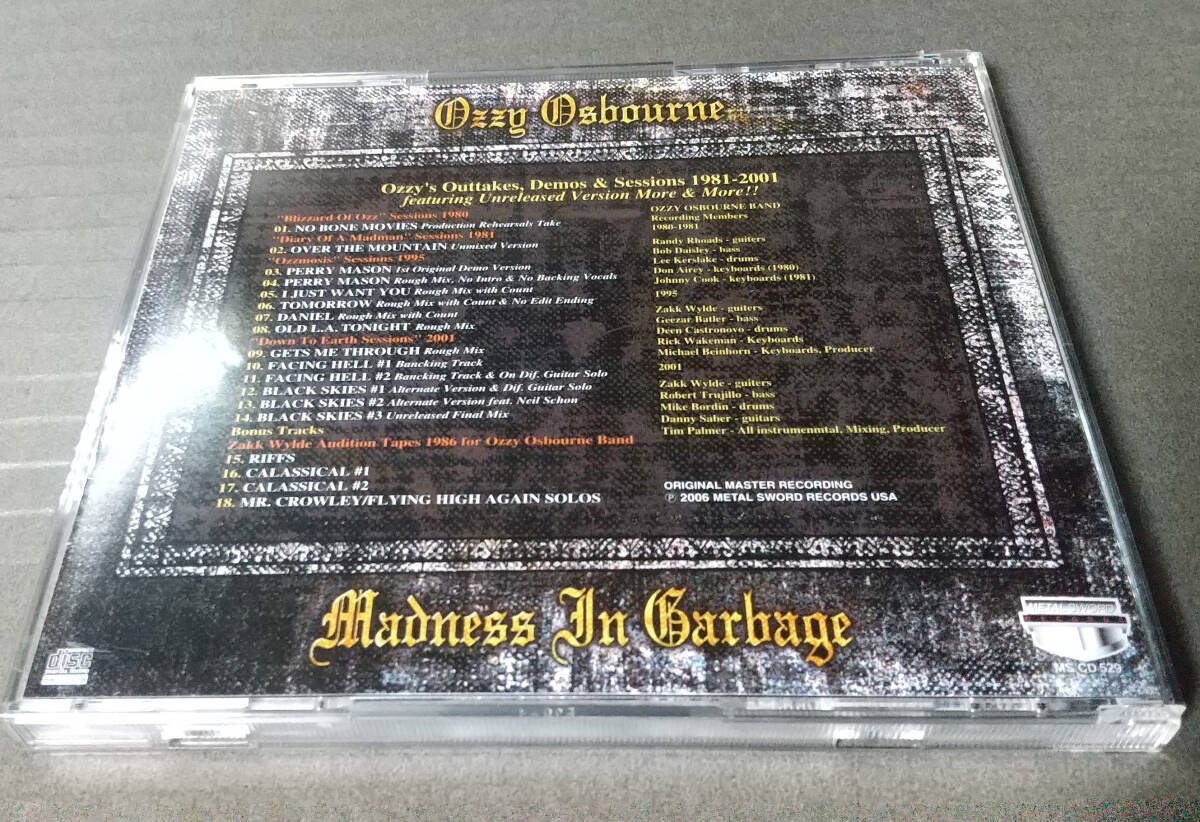 Ozzy Osbourne
Ozzy's Outtakes, Demos & Sessions 1981-2001
featuring Unreleased Version More & More!!
"Blizzard Of Ozz" Sessions 1980
01. NO BONE MOVIES Production Rehearsals Take
"Diary Of A Madman" Sessions 1981
02. OVER THE MOUNTAIN Unmixed Version
"Ozzmosis" Sessions 1995
03. PERRY MASON 1st Original Demo Version
04. PERRY MASON Rough Mix, No Intro & No Backing Vocals
05. I JUST WANT YOU Rough Mix with Count
06. TOMORROW Rough Mix with Count & No Edit Ending
07. DANIEL Rough Mix with Count
08. OLD L.A. TONIGHT Rough Mix
"Down To Earth Sessions" 2001
09. GETS ME THROUGH Rough Mix
10. FACING HELL #1 Bancking Track
11. FACING HELL #2 Bancking Track & On Dif. Guitar Solo
12. BLACK SKIES #1 Alternate Version & Dif. Guitar Solo
13. BLACK SKIES #2 Alternate Version feat. Neil Schon
14. BLACK SKIES #3 Unreleased Final Mix
Bonus Tracks
Zakk Wylde Audition Tapes 1986 for Ozzy Osbourne Band
15. RIFFS
16. CALASSICAL #1
17. CALASSICAL #2
18. MR. CROWLEY/FLYING HIGH AGAIN SOLOS
OZZY OSBOURNE BAND
Recording Members
1980-1981
Randy Rhoads - guiters
Bob Daisley - bass
Lee Kerslake - drums
Don Airey - keyboards (1980)
Johnny Cook - keyboards (1981)
1995
Zakk Wylde - guiters
Geezar Batler - bass
Deen Castronovo - drums
Rick Wakeman - Keyboards
Michael Beinhorn - Keyboards, Producer
2001
Zakk Wylde - guiters
Robert Trujillo - bass
Mike Bordin - drums
Danny Saber - guitars
Tim Palmer - All instrumenmtal, Mixing, Producer
ORIGINAL MASTER RECORDING
℗ 2006 METAL SWORD RECORDS USA
Madness In Garbage
disc
METAL SWORD
RECORDS
MS CD 529